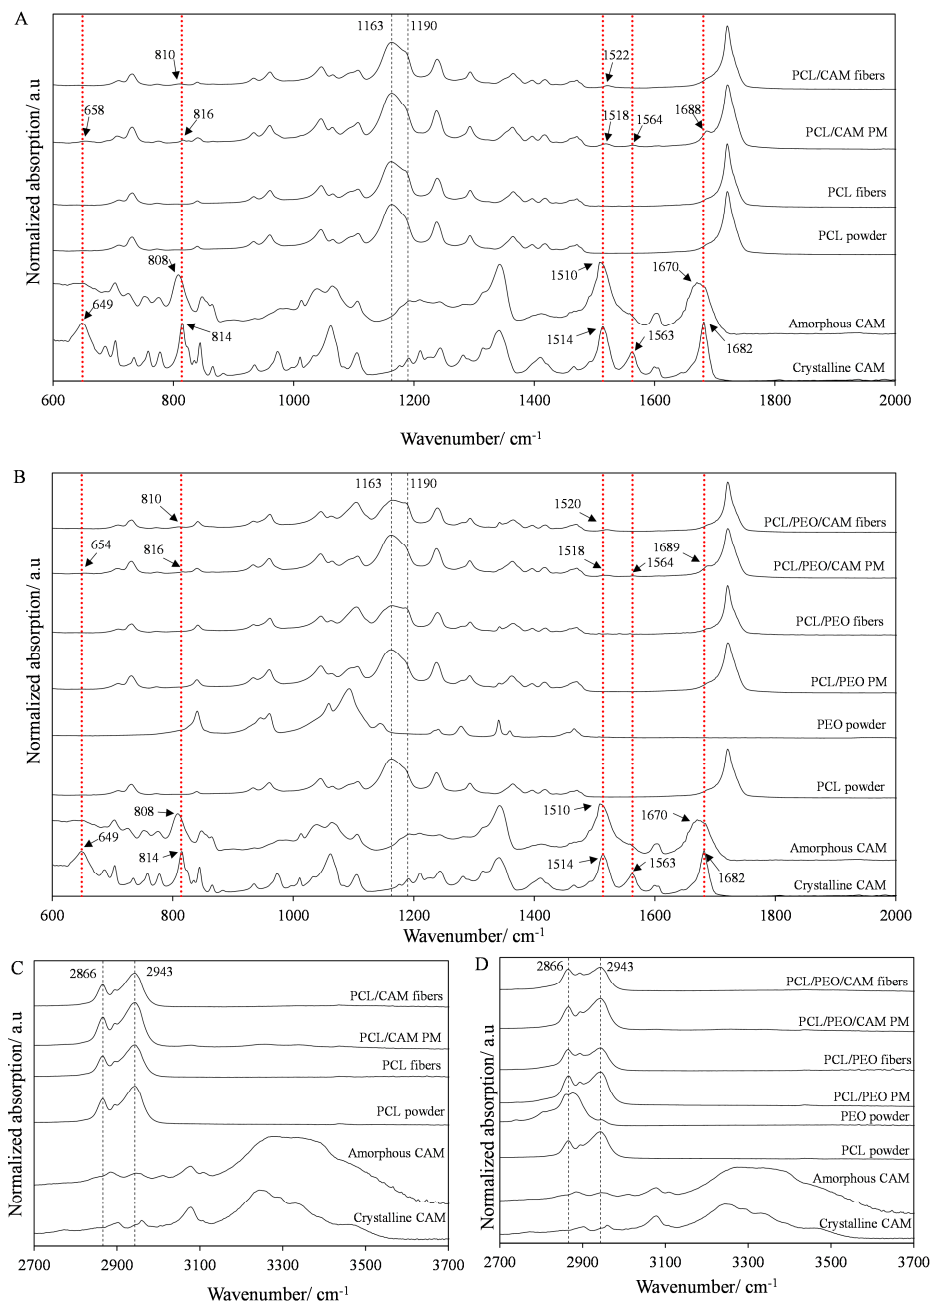 A
1163
1190
810
1522
PCL/CAM fibers
658
816
1518
1564
1688
PCL/CAM PM
PCL fibers
PCL powder
808
1510
1670
649
814
1514
1563
1682
Amorphous CAM
Crystalline CAM
Normalized absorption/ a.u
600
800
1000
1200
1400
1600
1800
2000
Wavenumber/ cm-1
B
1163
1190
810
1520
PCL/PEO/CAM fibers
654
816
1518
1564
1689
PCL/PEO/CAM PM
PCL/PEO fibers
PCL/PEO PM
PEO powder
PCL powder
808
1510
1670
649
814
1514
1563
1682
Amorphous CAM
Crystalline CAM
Normalized absorption/ a.u
600
800
1000
1200
1400
1600
1800
2000
Wavenumber/ cm-1
C
2866
2943
PCL/CAM fibers
PCL/CAM PM
PCL fibers
PCL powder
Amorphous CAM
Crystalline CAM
Normalized absorption/ a.u
2700
2900
3100
3300
3500
3700
Wavenumber/ cm-1
D
2866
2943
PCL/PEO/CAM fibers
PCL/PEO/CAM PM
PCL/PEO fibers
PCL/PEO PM
PEO powder
PCL powder
Amorphous CAM
Crystalline CAM
Normalized absorption/ a.u
2700
2900
3100
3300
3500
3700
Wavenumber/ cm-1